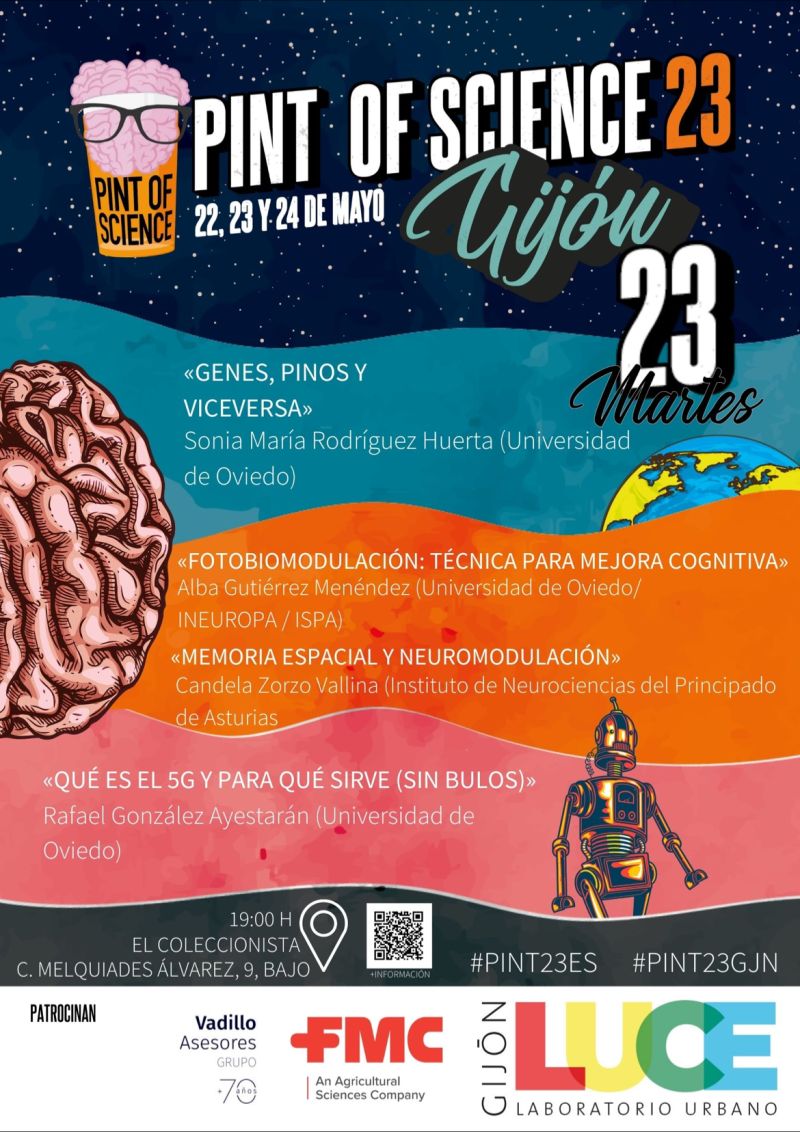 PINT OF
SCIENCE
PINT OF SCIENCE 23
22, 23 Y 24 DE MAYO
Gijón
23
Martes
«GENES, PINOS Y
VICEVERSA»
Sonia María Rodríguez Huerta (Universidad
de Oviedo)
«FOTOBIOMODULACIÓN: TÉCNICA PARA MEJORA COGNITIVA»
Alba Gutiérrez Menéndez (Universidad de Oviedo/
INEUROPA / ISPA)
«MEMORIA ESPACIAL Y NEUROMODULACIÓN»
Candela Zorzo Vallina (Instituto de Neurociencias del Principado
de Asturias
«QUÉ ES EL 5G Y PARA QUÉ SIRVE (SIN BULOS)»
Rafael González Ayestarán (Universidad de
Oviedo)
19:00 H
EL COLECCIONISTA
C. MELQUIADES ÁLVAREZ, 9, BAJO
+INFORMACIÓN
#PINT23ES #PINT23GJN
PATROCINAN
Vadillo
Asesores
GRUPO
+70 años
FMC
An Agricultural
Sciences Company
GIJÓN
LUCE
LABORATORIO URBANO